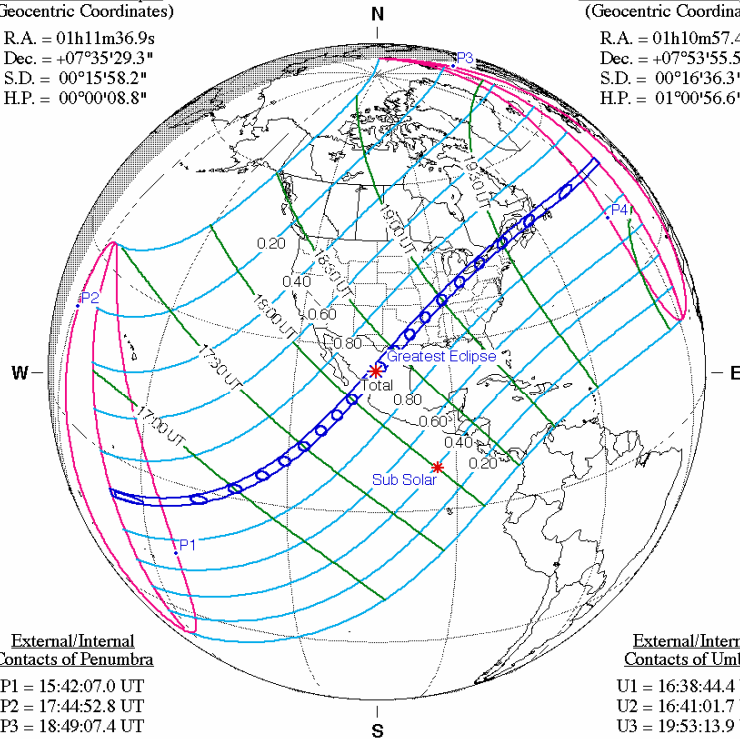 Geocentric Coordinates)
R.A. = 01h11m36.9s
Dec. = +07°35'29.3"
S.D. = 00°15'58.2"
H.P. = 00°00'08.8"
(Geocentric Coordina
R.A. = 01h10m57.4
Dec. = +07°53'55.5
S.D. = 00°16'36.3"
H.P. = 01°00'56.6"
N
P3
19:30 UT
P4
19:00 UT
0.20
18:30 UT
P2
0.40
18:00 UT
0.60
0.80
17:30 UT
Greatest Eclipse
W
E
Total
0.80
17:00 UT
0.60
0.40
0.20
Sub Solar
P1
External/Internal
Contacts of Penumbra
P1 = 15:42:07.0 UT
P2 = 17:44:52.8 UT
P3 = 18:49:07.4 UT
S
External/Intern
Contacts of Umb
U1 = 16:38:44.4
U2 = 16:41:01.7
U3 = 19:53:13.9